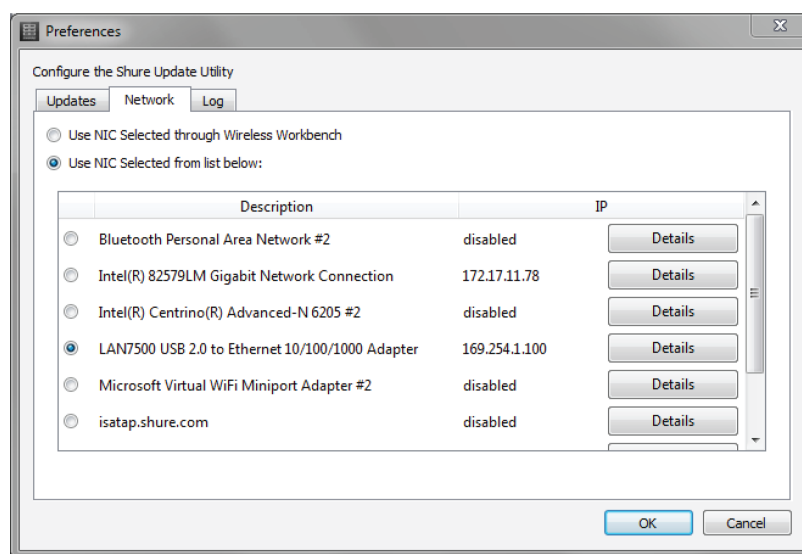 Preferences
Configure the Shure Update Utility
Updates Network Log
Use NIC Selected through Wireless Workbench
Use NIC Selected from list below:
Description IP
Bluetooth Personal Area Network #2 disabled Details
Intel(R) 82579LM Gigabit Network Connection 172.17.11.78 Details
Intel(R) Centrino(R) Advanced-N 6205 #2 disabled Details
LAN7500 USB 2.0 to Ethernet 10/100/1000 Adapter 169.254.1.100 Details
Microsoft Virtual WiFi Miniport Adapter #2 disabled Details
isatap.shure.com disabled Details
OK Cancel